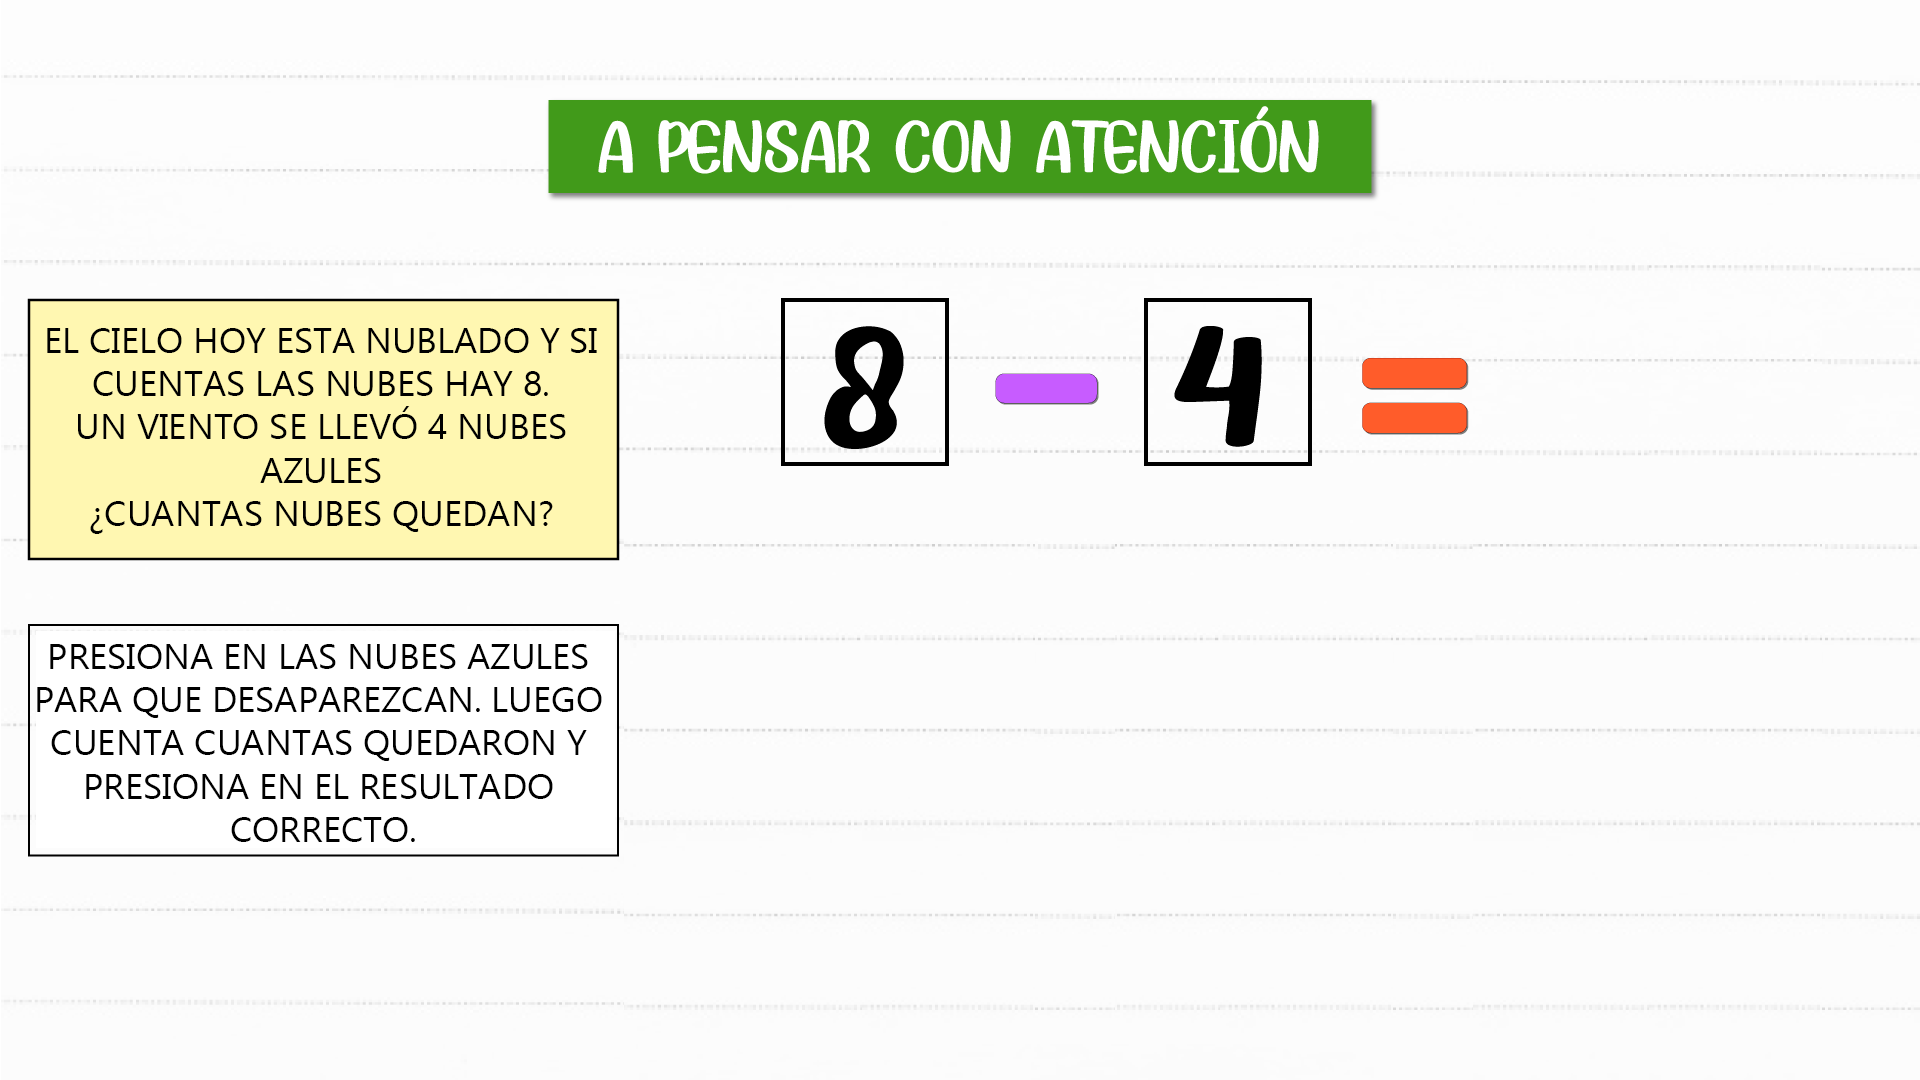 A PENSAR CON ATENCIÓN
EL CIELO HOY ESTA NUBLADO Y SI
CUENTAS LAS NUBES HAY 8.
UN VIENTO SE LLEVÓ 4 NUBES
AZULES
¿CUANTAS NUBES QUEDAN?
8 - 4 =
PRESIONA EN LAS NUBES AZULES
PARA QUE DESAPAREZCAN. LUEGO
CUENTA CUANTAS QUEDARON Y
PRESIONA EN EL RESULTADO
CORRECTO.